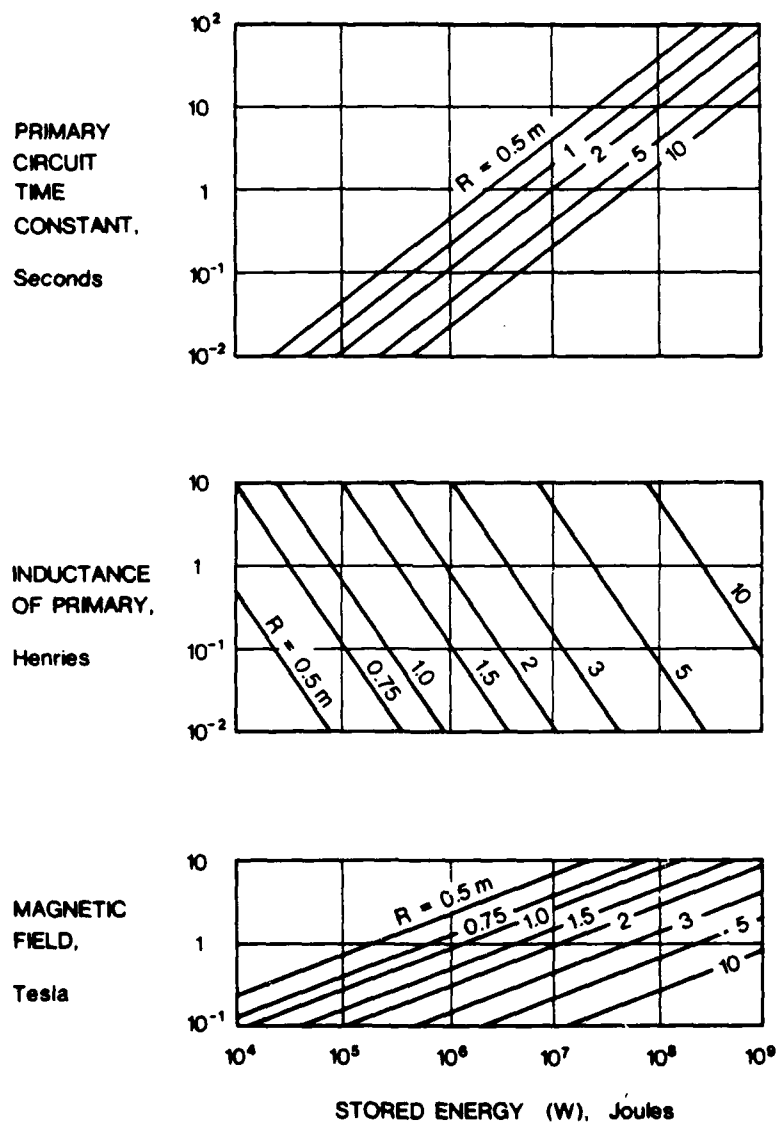 PRIMARY
CIRCUIT
TIME
CONSTANT,
Seconds
10²
10
1
10⁻¹
10⁻²
R = 0.5 m
1
2
5
10
INDUCTANCE
OF PRIMARY,
Henries
10
1
10⁻¹
10⁻²
R = 0.5 m
0.75
1.0
1.5
2
3
5
10
MAGNETIC
FIELD,
Tesla
10
1
10⁻¹
R = 0.5 m
0.75
1.0
1.5
2
3
5
10
10⁴ 10⁵ 10⁶ 10⁷ 10⁸ 10⁹
STORED ENERGY (W), Joules